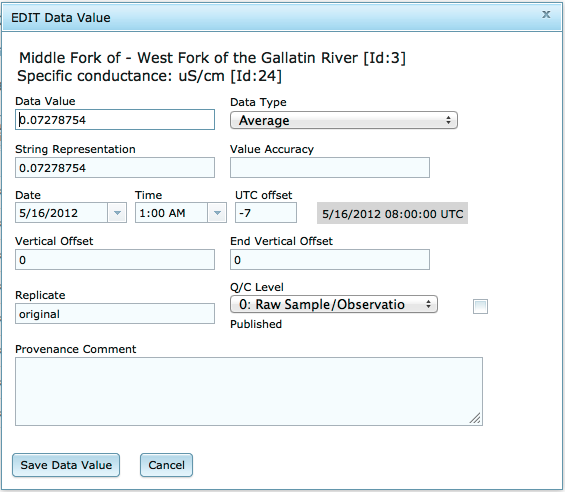 EDIT Data Value
x
Middle Fork of - West Fork of the Gallatin River [Id:3]
Specific conductance: uS/cm [Id:24]
Data Value
Data Type
0.07278754
Average
String Representation
Value Accuracy
0.07278754
Date
Time
UTC offset
5/16/2012
1:00 AM
-7
5/16/2012 08:00:00 UTC
Vertical Offset
End Vertical Offset
0
0
Replicate
Q/C Level
original
0: Raw Sample/Observatio
Published
Provenance Comment
Save Data Value
Cancel